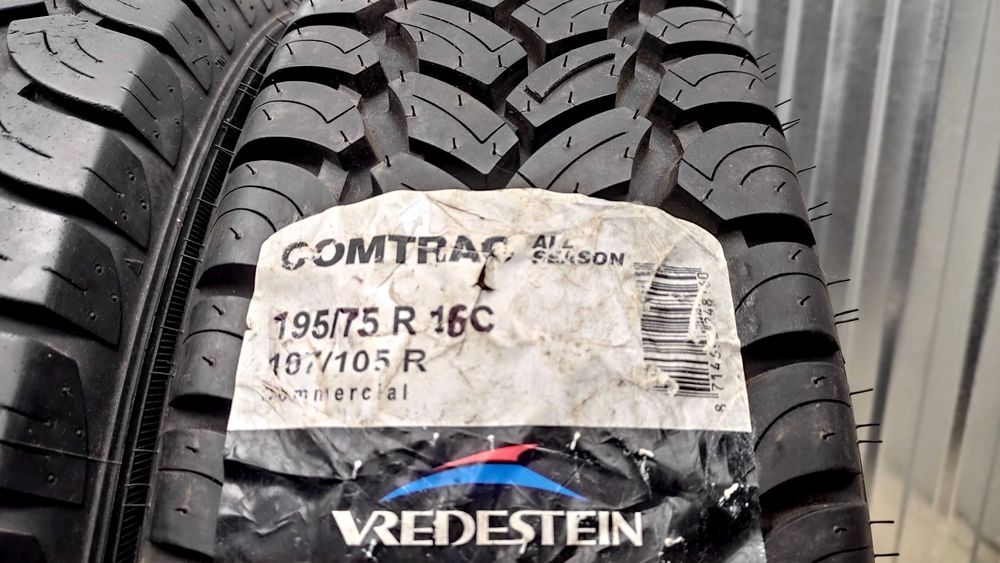 COMTRAC ALL SEASON
195/75 R 16C
107/105 R
commercial
VREDESTEIN